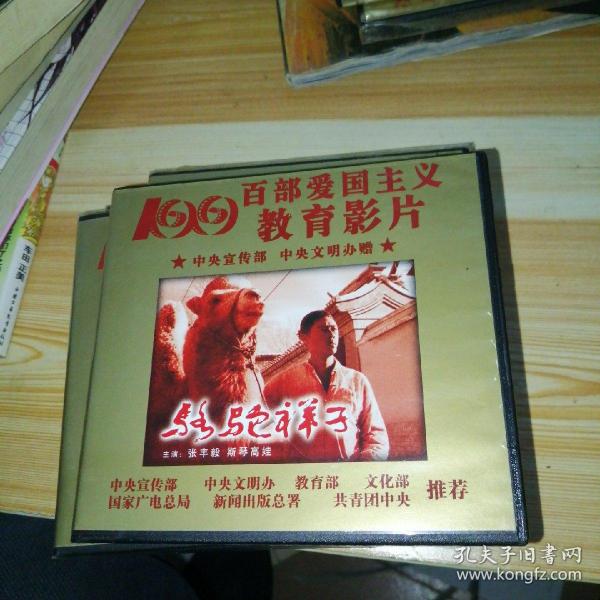 100 百部爱国主义
教育影片
★ 中央宣传部 中央文明办赠 ★
骆驼祥子
主演：张丰毅 斯琴高娃
中央宣传部 中央文明办 教育部 文化部
国家广电总局 新闻出版总署 共青团中央 推荐
车田正美
孔夫子旧书网
www.kongfz.com